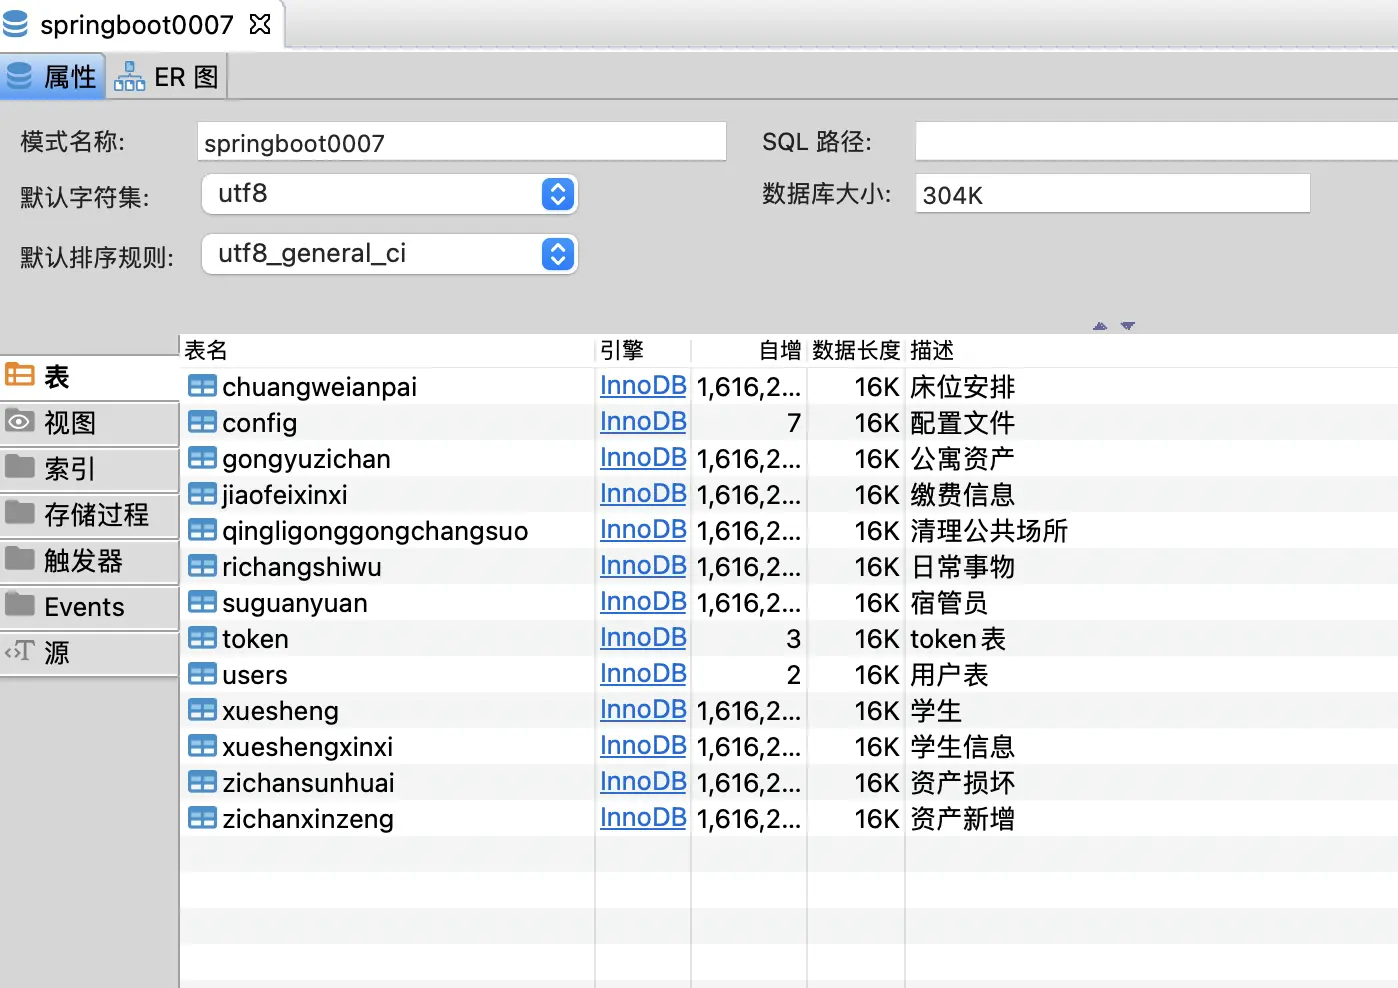 springboot0007
属性 ER 图
模式名称: springboot0007 SQL 路径:
默认字符集: utf8 数据库大小: 304K
默认排序规则: utf8_general_ci
表
视图
索引
存储过程
触发器
Events
源
表名 引擎 自增 数据长度 描述
chuangweianpai InnoDB 1,616,2... 16K 床位安排
config InnoDB 7 16K 配置文件
gongyuzichan InnoDB 1,616,2... 16K 公寓资产
jiaofeixinxi InnoDB 1,616,2... 16K 缴费信息
qingligonggongchangsuo InnoDB 1,616,2... 16K 清理公共场所
richangshiwu InnoDB 1,616,2... 16K 日常事物
suguanyuan InnoDB 1,616,2... 16K 宿管员
token InnoDB 3 16K token表
users InnoDB 2 16K 用户表
xuesheng InnoDB 1,616,2... 16K 学生
xueshengxinxi InnoDB 1,616,2... 16K 学生信息
zichansunhuai InnoDB 1,616,2... 16K 资产损坏
zichanxinzeng InnoDB 1,616,2... 16K 资产新增